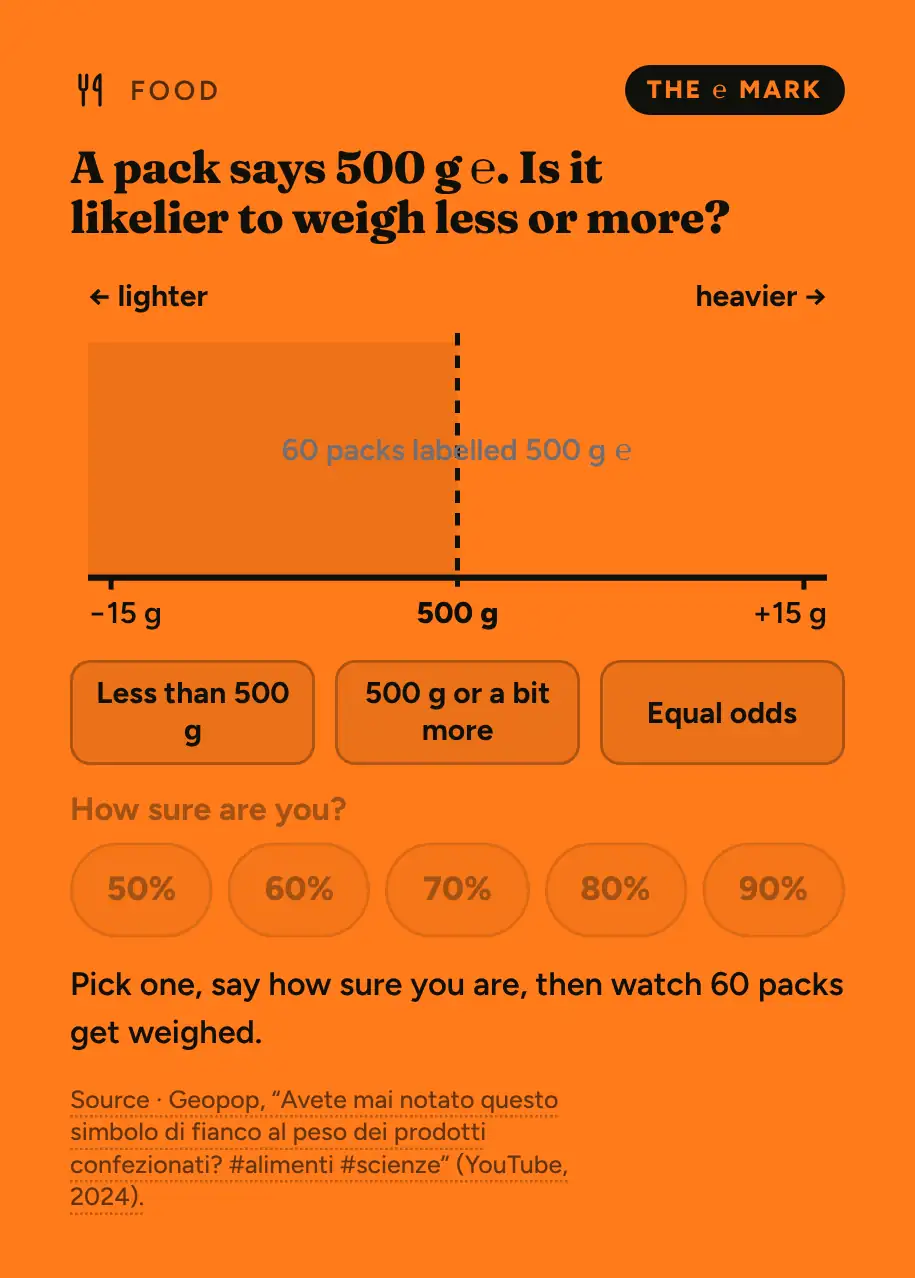 FOOD
THE ℮ MARK
A pack says 500 g ℮. Is it
likelier to weigh less or more?
← lighter
heavier →
60 packs labelled 500 g ℮
−15 g
500 g
+15 g
Less than 500
g
500 g or a bit
more
Equal odds
How sure are you?
50%
60%
70%
80%
90%
Pick one, say how sure you are, then watch 60 packs
get weighed.
Source · Geopop, “Avete mai notato questo
simbolo di fianco al peso dei prodotti
confezionati? #alimenti #scienze” (YouTube,
2024).